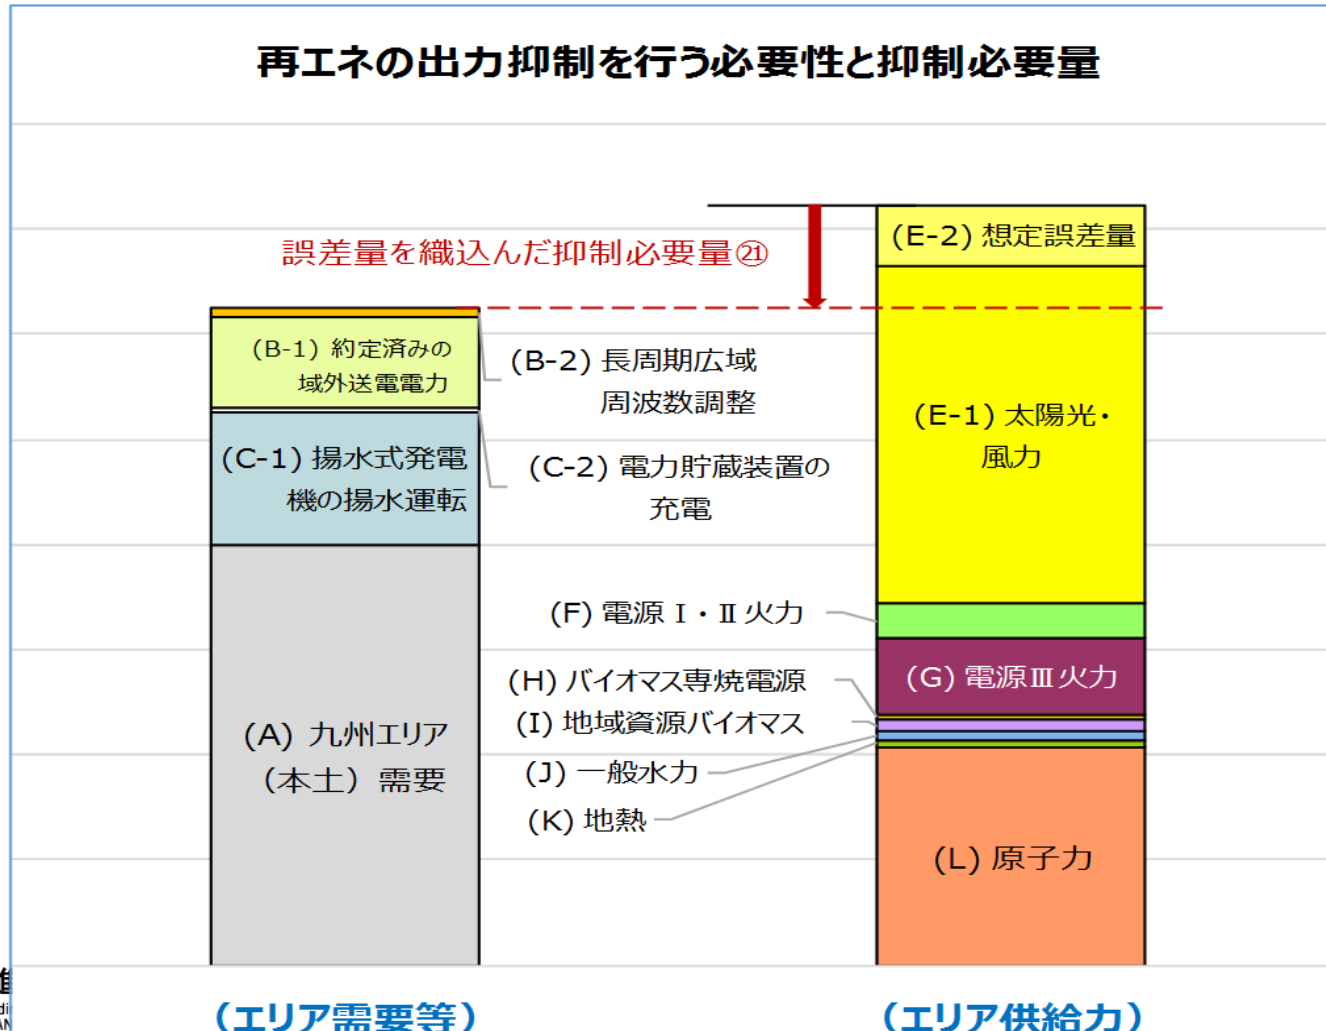 再エネの出力抑制を行う必要性と抑制必要量
誤差量を織込んだ抑制必要量㉑
(B-1) 約定済みの
域外送電電力
(B-2) 長周期広域
周波数調整
(C-1) 揚水式発電
機の揚水運転
(C-2) 電力貯蔵装置の
充電
(A) 九州エリア
（本土）需要
(E-2) 想定誤差量
(E-1) 太陽光・
風力
(F) 電源Ⅰ・Ⅱ火力
(G) 電源Ⅲ火力
(H) バイオマス専焼電源
(I) 地域資源バイオマス
(J) 一般水力
(K) 地熱
(L) 原子力
（エリア需要等）
（エリア供給力）